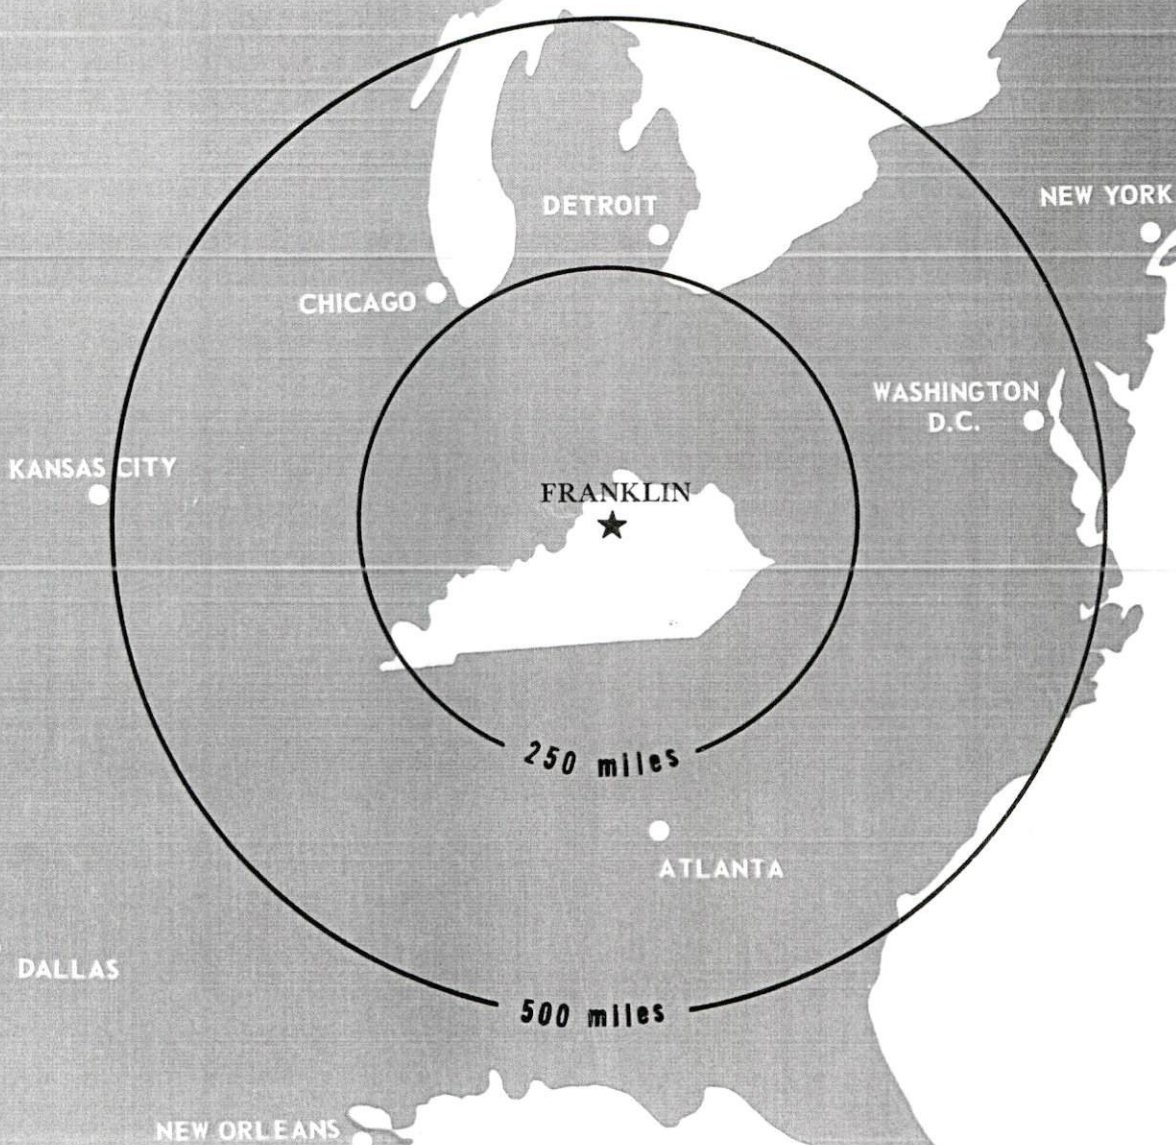 DETROIT
NEW YORK
CHICAGO
WASHINGTON
D.C.
KANSAS CITY
FRANKLIN
250 miles
ATLANTA
DALLAS
500 miles
NEW ORLEANS